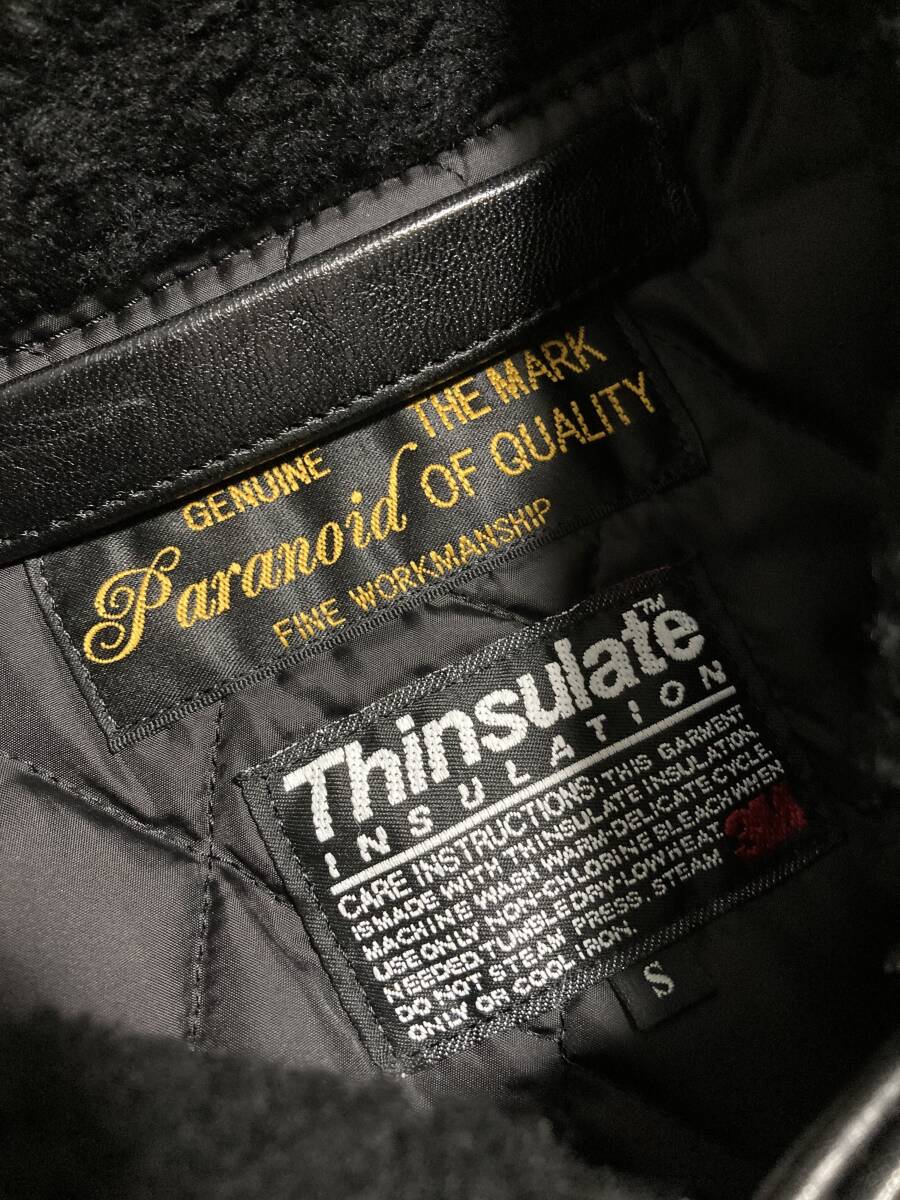 GENUINE THE MARK
Paranoid OF QUALITY
FINE WORKMANSHIP
Thinsulate™
INSULATION
CARE INSTRUCTIONS: THIS GARMENT
IS MADE WITH THINSULATE INSULATION.
MACHINE WASH WARM-DELICATE CYCLE.
USE ONLY NON-CHLORINE BLEACH WHEN
NEEDED. TUMBLE DRY-LOW HEAT.
DO NOT STEAM PRESS. STEAM
ONLY OR COOL IRON.
3M
S